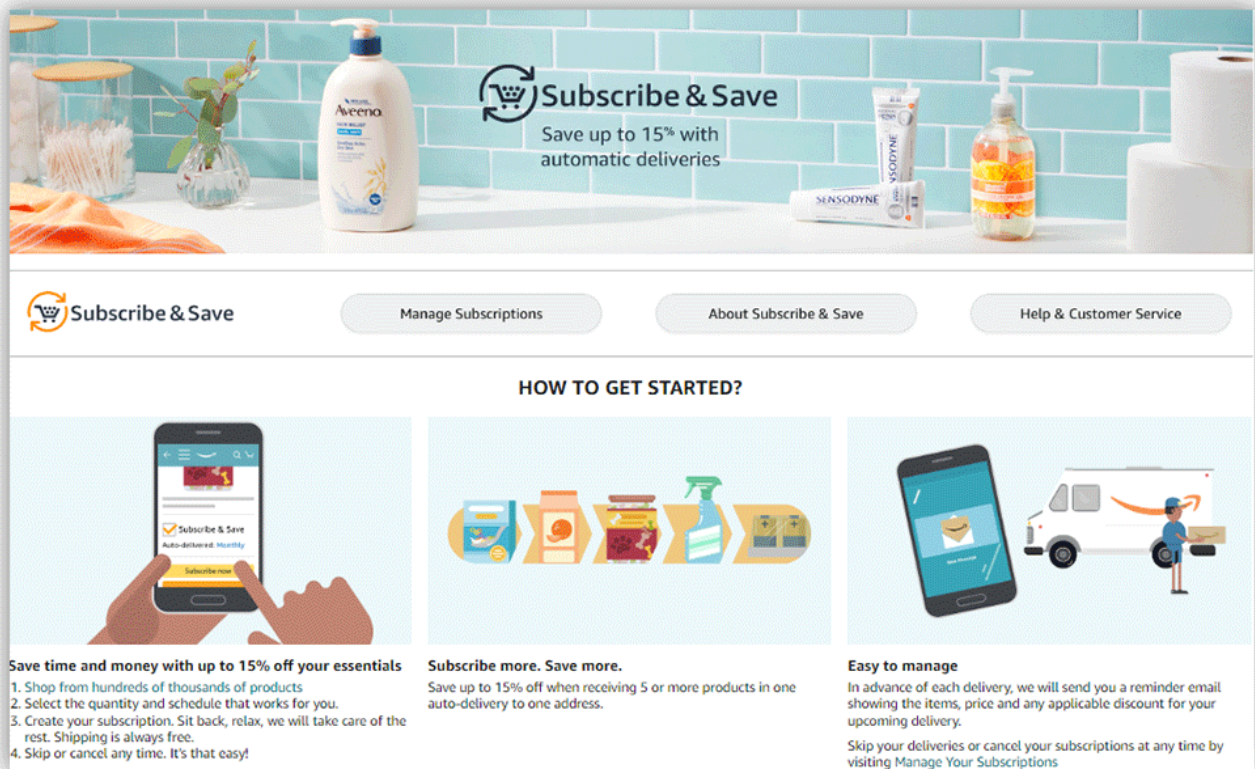 Subscribe & Save
Save up to 15% with
automatic deliveries
Aveeno
SENSODYNE
SENSODYNE
Subscribe & Save
Manage Subscriptions
About Subscribe & Save
Help & Customer Service
HOW TO GET STARTED?
Subscribe & Save
Auto-delivered: Monthly
Subscribe now
Save time and money with up to 15% off your essentials
1. Shop from hundreds of thousands of products
2. Select the quantity and schedule that works for you.
3. Create your subscription. Sit back, relax, we will take care of the
rest. Shipping is always free.
4. Skip or cancel any time. It's that easy!
Subscribe more. Save more.
Save up to 15% off when receiving 5 or more products in one
auto-delivery to one address.
Easy to manage
In advance of each delivery, we will send you a reminder email
showing the items, price and any applicable discount for your
upcoming delivery.
Skip your deliveries or cancel your subscriptions at any time by
visiting Manage Your Subscriptions